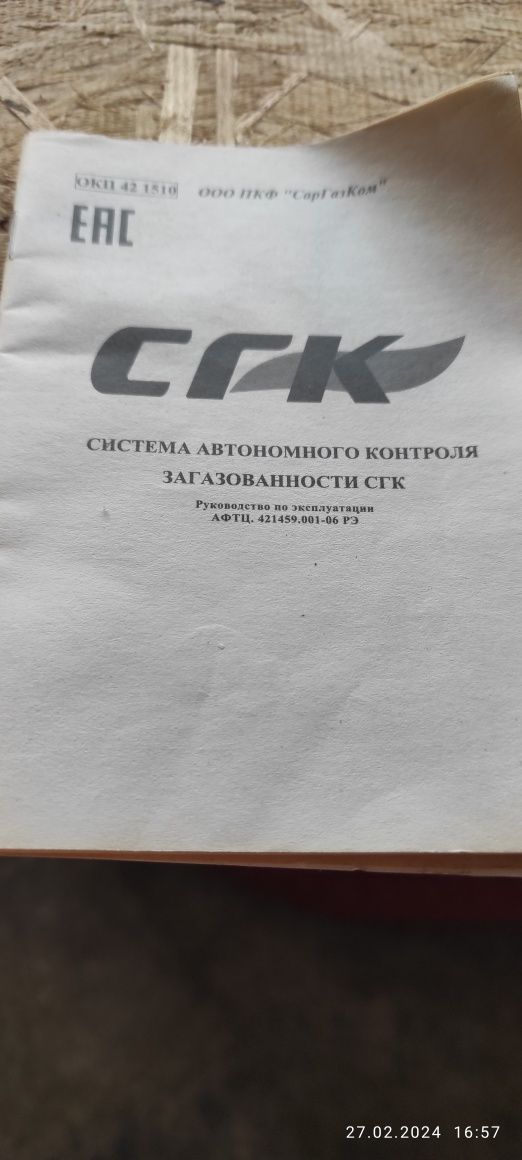 ОКП 42 1510
ООО ПКФ "СарГазКом"
ЕАС
СГК
СИСТЕМА АВТОНОМНОГО КОНТРОЛЯ
ЗАГАЗОВАННОСТИ СГК
Руководство по эксплуатации
АФТЦ. 421459.001-06 РЭ
27.02.2024 16:57